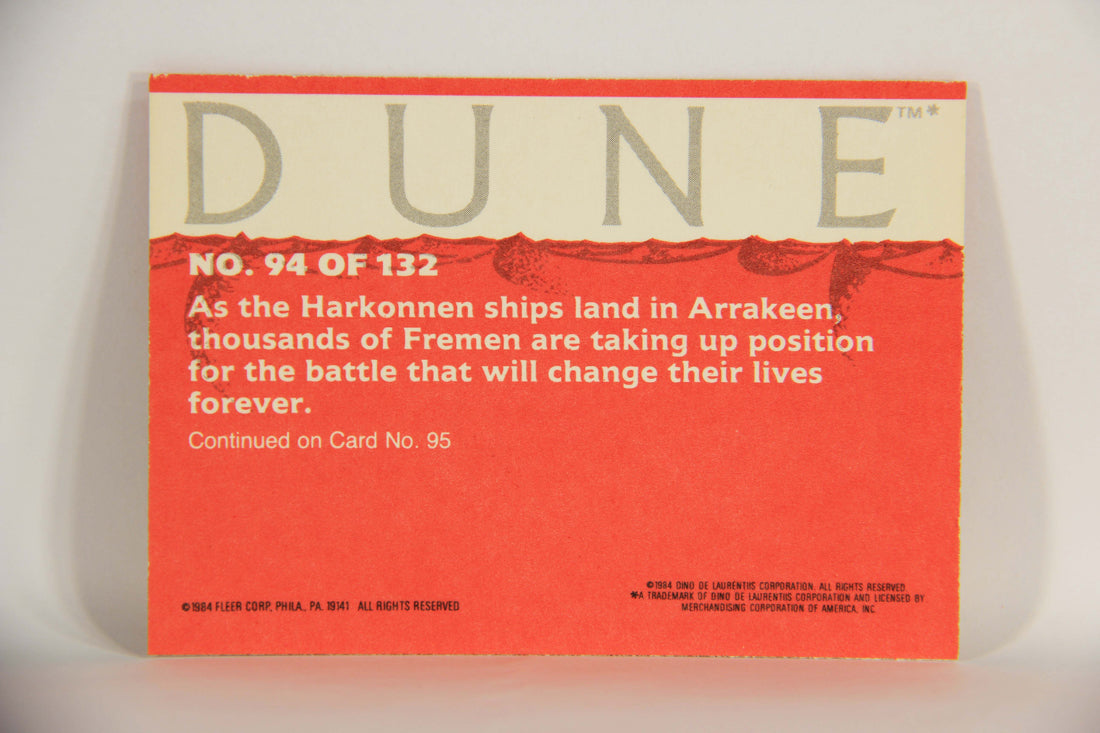 DUNE™*
NO. 94 OF 132
As the Harkonnen ships land in Arrakeen,
thousands of Fremen are taking up position
for the battle that will change their lives
forever.
Continued on Card No. 95
©1984 FLEER CORP. PHILA., PA. 19141 ALL RIGHTS RESERVED
©1984 DINO DE LAURENTIIS CORPORATION. ALL RIGHTS RESERVED
*A TRADEMARK OF DINO DE LAURENTIIS CORPORATION AND LICENSED BY
MERCHANDISING CORPORATION OF AMERICA, INC.